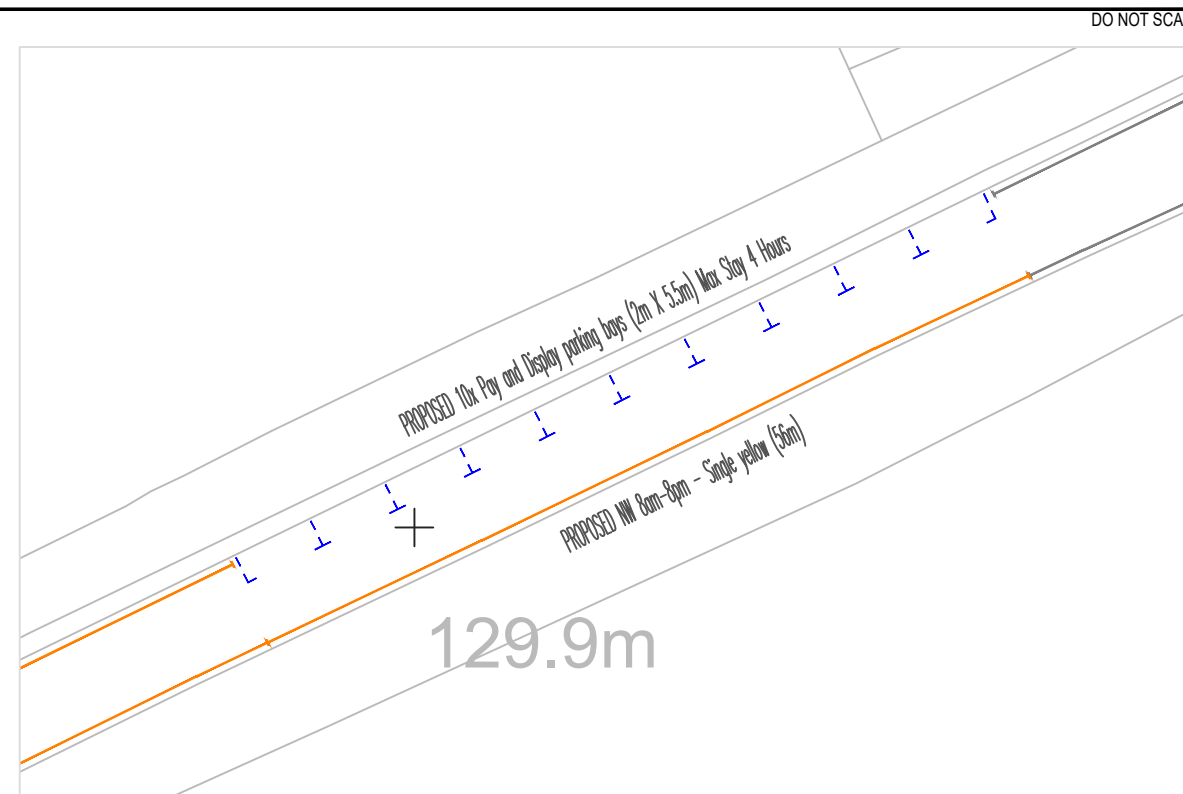 DO NOT SCA
PROPOSED 10x Pay and Display parking bays (2m X 5.5m) Max Stay 4 Hours
PROPOSED NW 8am-8pm - Single yellow (56m)
129.9m